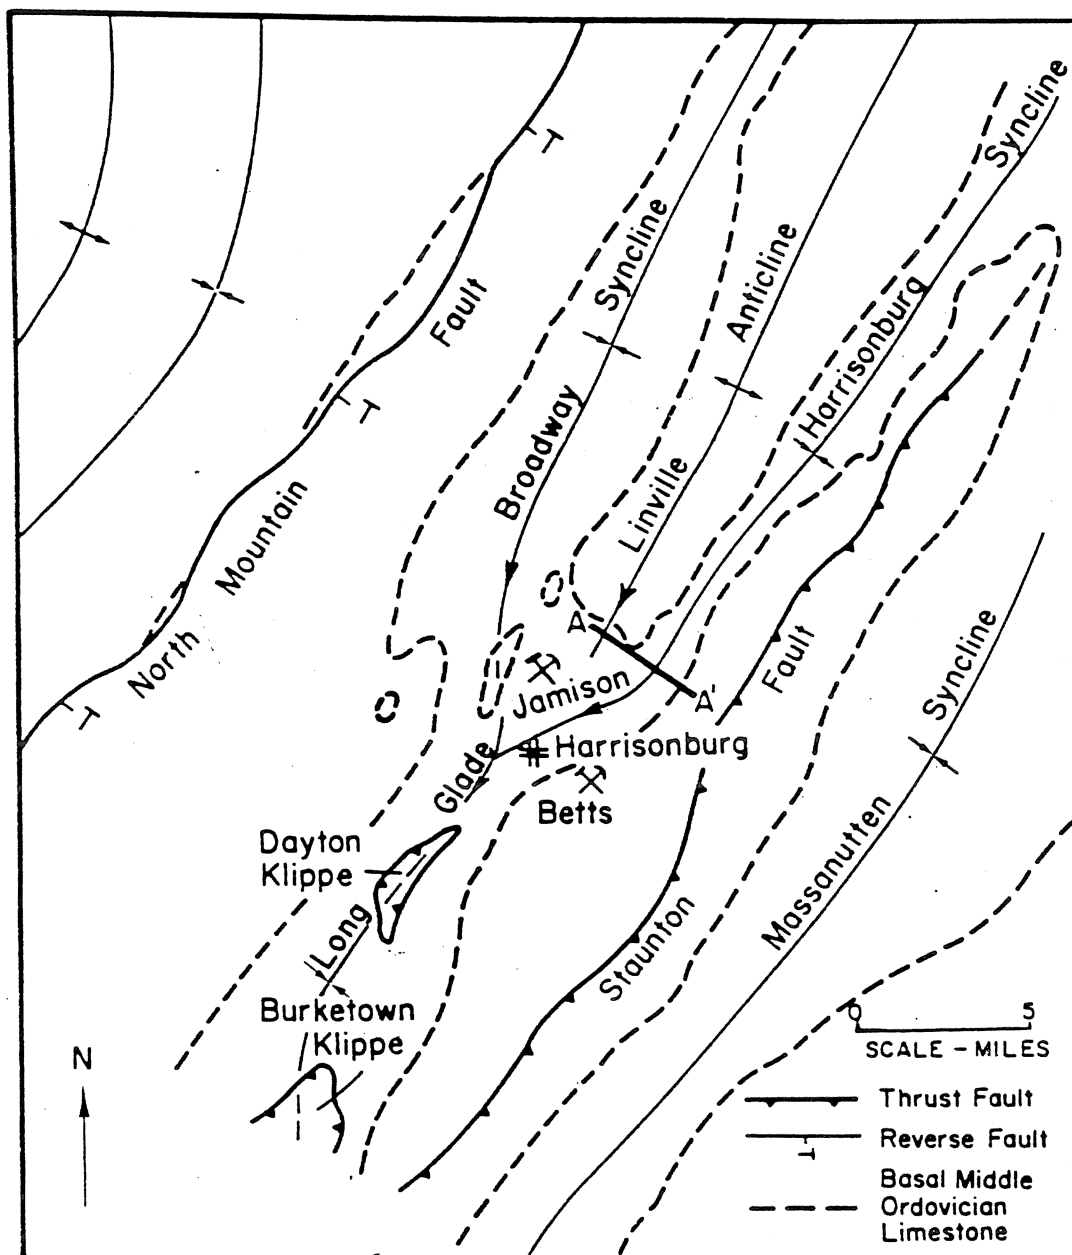 Syncline
T
Syncline
Anticline
Fault
Harrisonburg
T
Broadway
Linville
Mountain
North
A
Fault
Syncline
Jamison
A'
T
Harrisonburg
Glade
Betts
Dayton
Klippe
Massanutten
Long
Staunton
Burketown
Klippe
0 5
SCALE – MILES
N
Thrust Fault
Reverse Fault
T
Basal Middle
Ordovician
Limestone